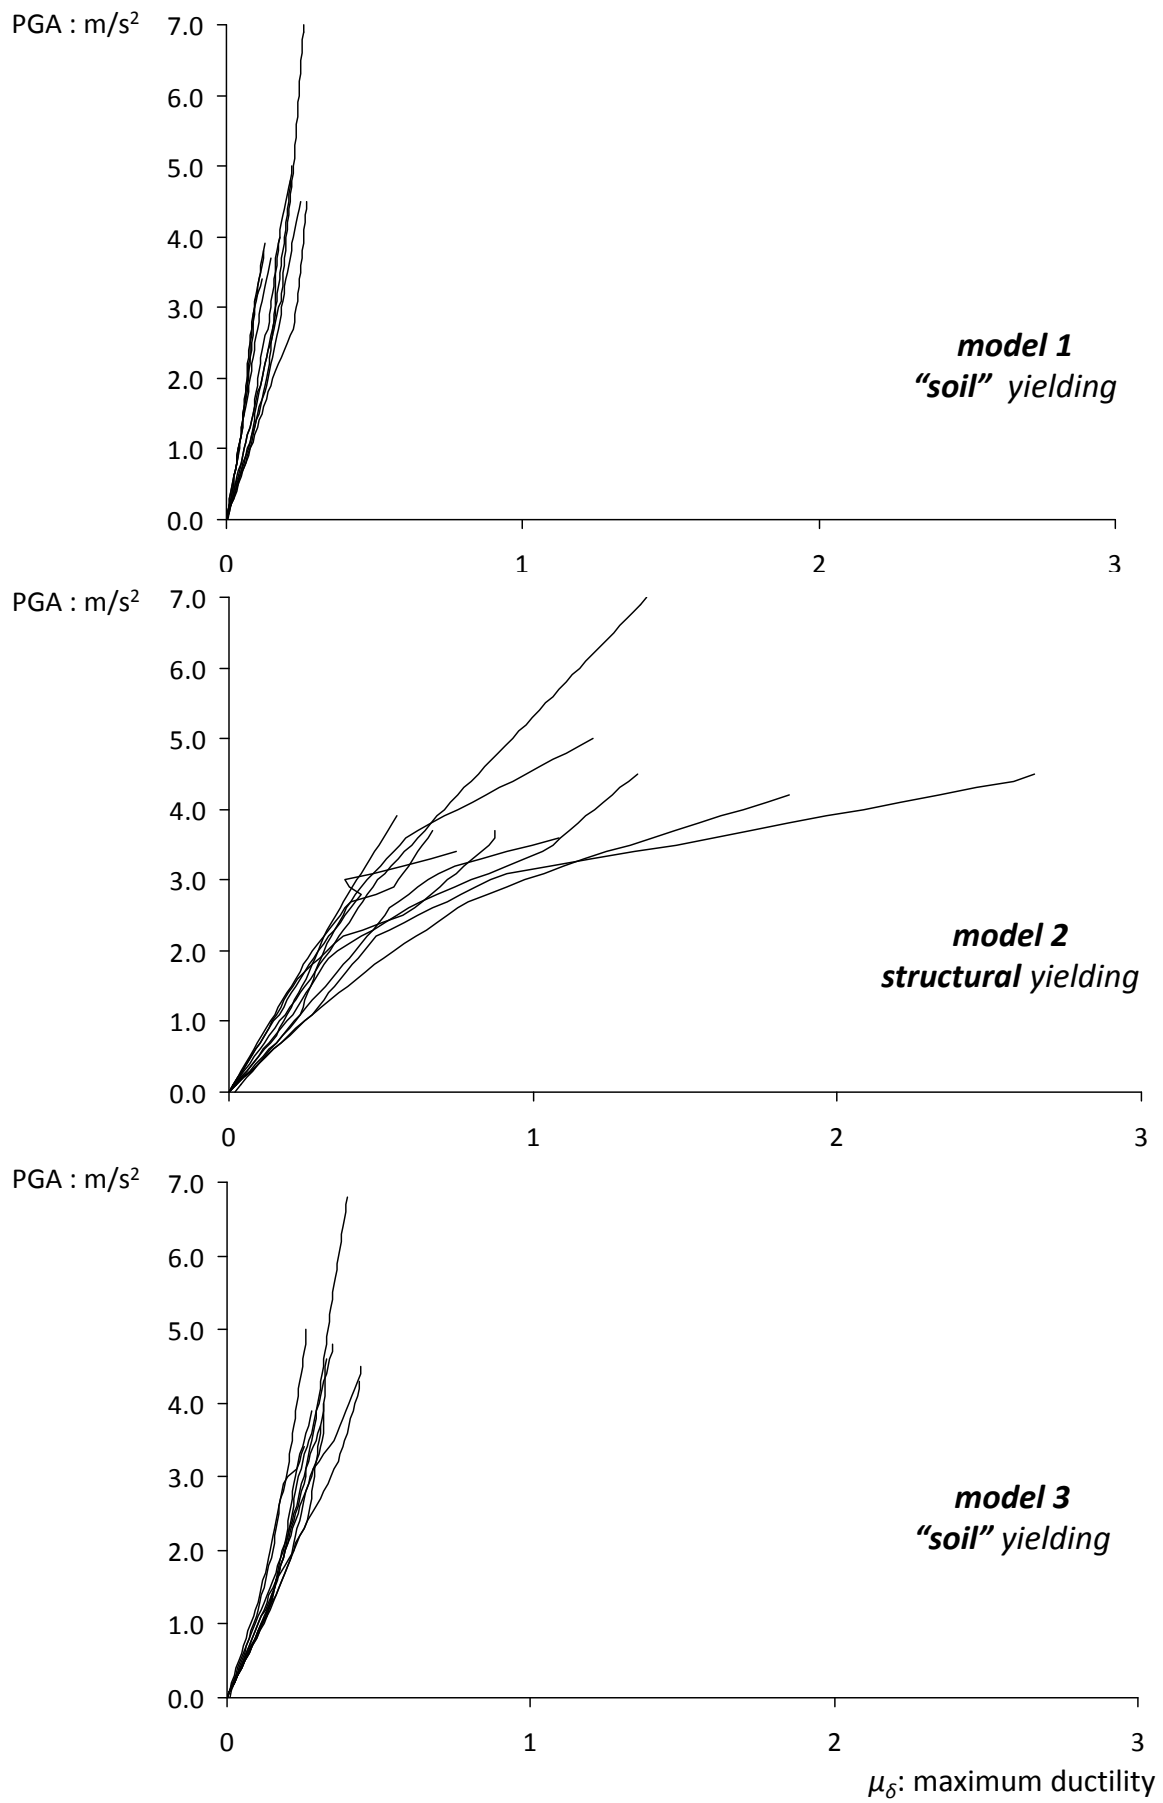 PGA : m/s²
7.0
6.0
5.0
4.0
3.0
2.0
1.0
0.0
model 1
“soil” yielding
0 1 2 3
PGA : m/s²
7.0
6.0
5.0
4.0
3.0
2.0
1.0
0.0
model 2
structural yielding
0 1 2 3
PGA : m/s²
7.0
6.0
5.0
4.0
3.0
2.0
1.0
0.0
model 3
“soil” yielding
0 1 2 3
μδ: maximum ductility